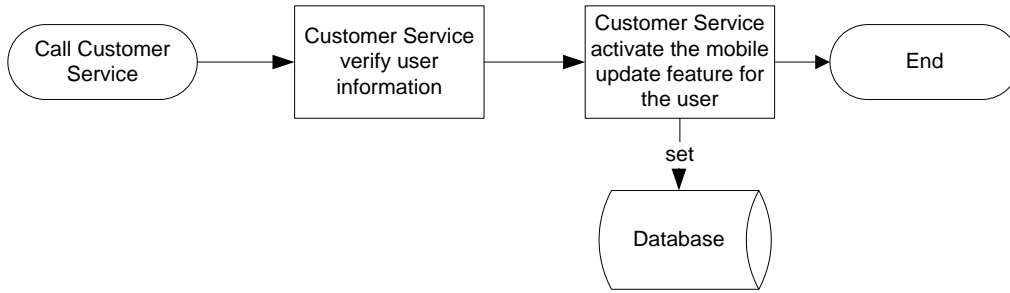 Call Customer
Service
Customer Service
verify user
information
Customer Service
activate the mobile
update feature for
the user
End
set
Database